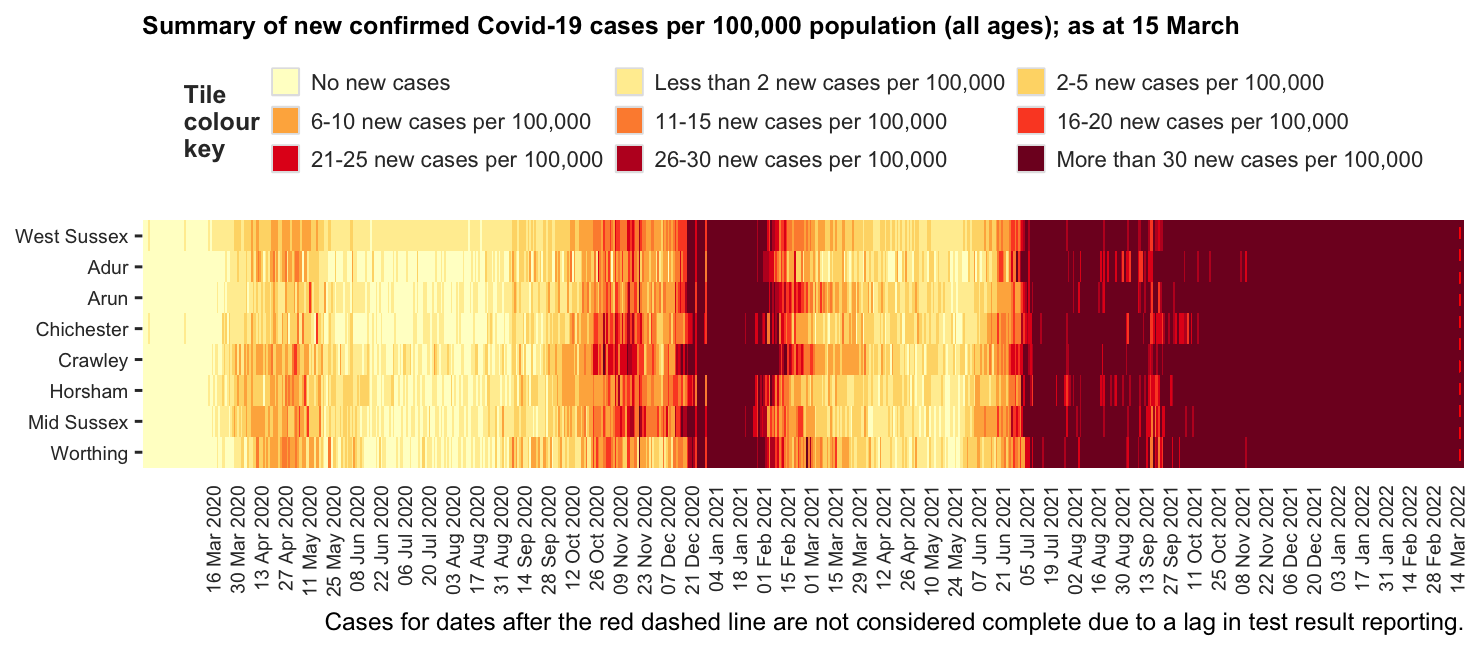 Summary of new confirmed Covid-19 cases per 100,000 population (all ages); as at 15 March
Tile
colour
key
No new cases
Less than 2 new cases per 100,000
2-5 new cases per 100,000
6-10 new cases per 100,000
11-15 new cases per 100,000
16-20 new cases per 100,000
21-25 new cases per 100,000
26-30 new cases per 100,000
More than 30 new cases per 100,000
West Sussex
Adur
Arun
Chichester
Crawley
Horsham
Mid Sussex
Worthing
16 Mar 2020
30 Mar 2020
13 Apr 2020
27 Apr 2020
11 May 2020
25 May 2020
08 Jun 2020
22 Jun 2020
06 Jul 2020
20 Jul 2020
03 Aug 2020
17 Aug 2020
31 Aug 2020
14 Sep 2020
28 Sep 2020
12 Oct 2020
26 Oct 2020
09 Nov 2020
23 Nov 2020
07 Dec 2020
21 Dec 2020
04 Jan 2021
18 Jan 2021
01 Feb 2021
15 Feb 2021
01 Mar 2021
15 Mar 2021
29 Mar 2021
12 Apr 2021
26 Apr 2021
10 May 2021
24 May 2021
07 Jun 2021
21 Jun 2021
05 Jul 2021
19 Jul 2021
02 Aug 2021
16 Aug 2021
30 Aug 2021
13 Sep 2021
27 Sep 2021
11 Oct 2021
25 Oct 2021
08 Nov 2021
22 Nov 2021
06 Dec 2021
20 Dec 2021
03 Jan 2022
17 Jan 2022
31 Jan 2022
14 Feb 2022
28 Feb 2022
14 Mar 2022
Cases for dates after the red dashed line are not considered complete due to a lag in test result reporting.